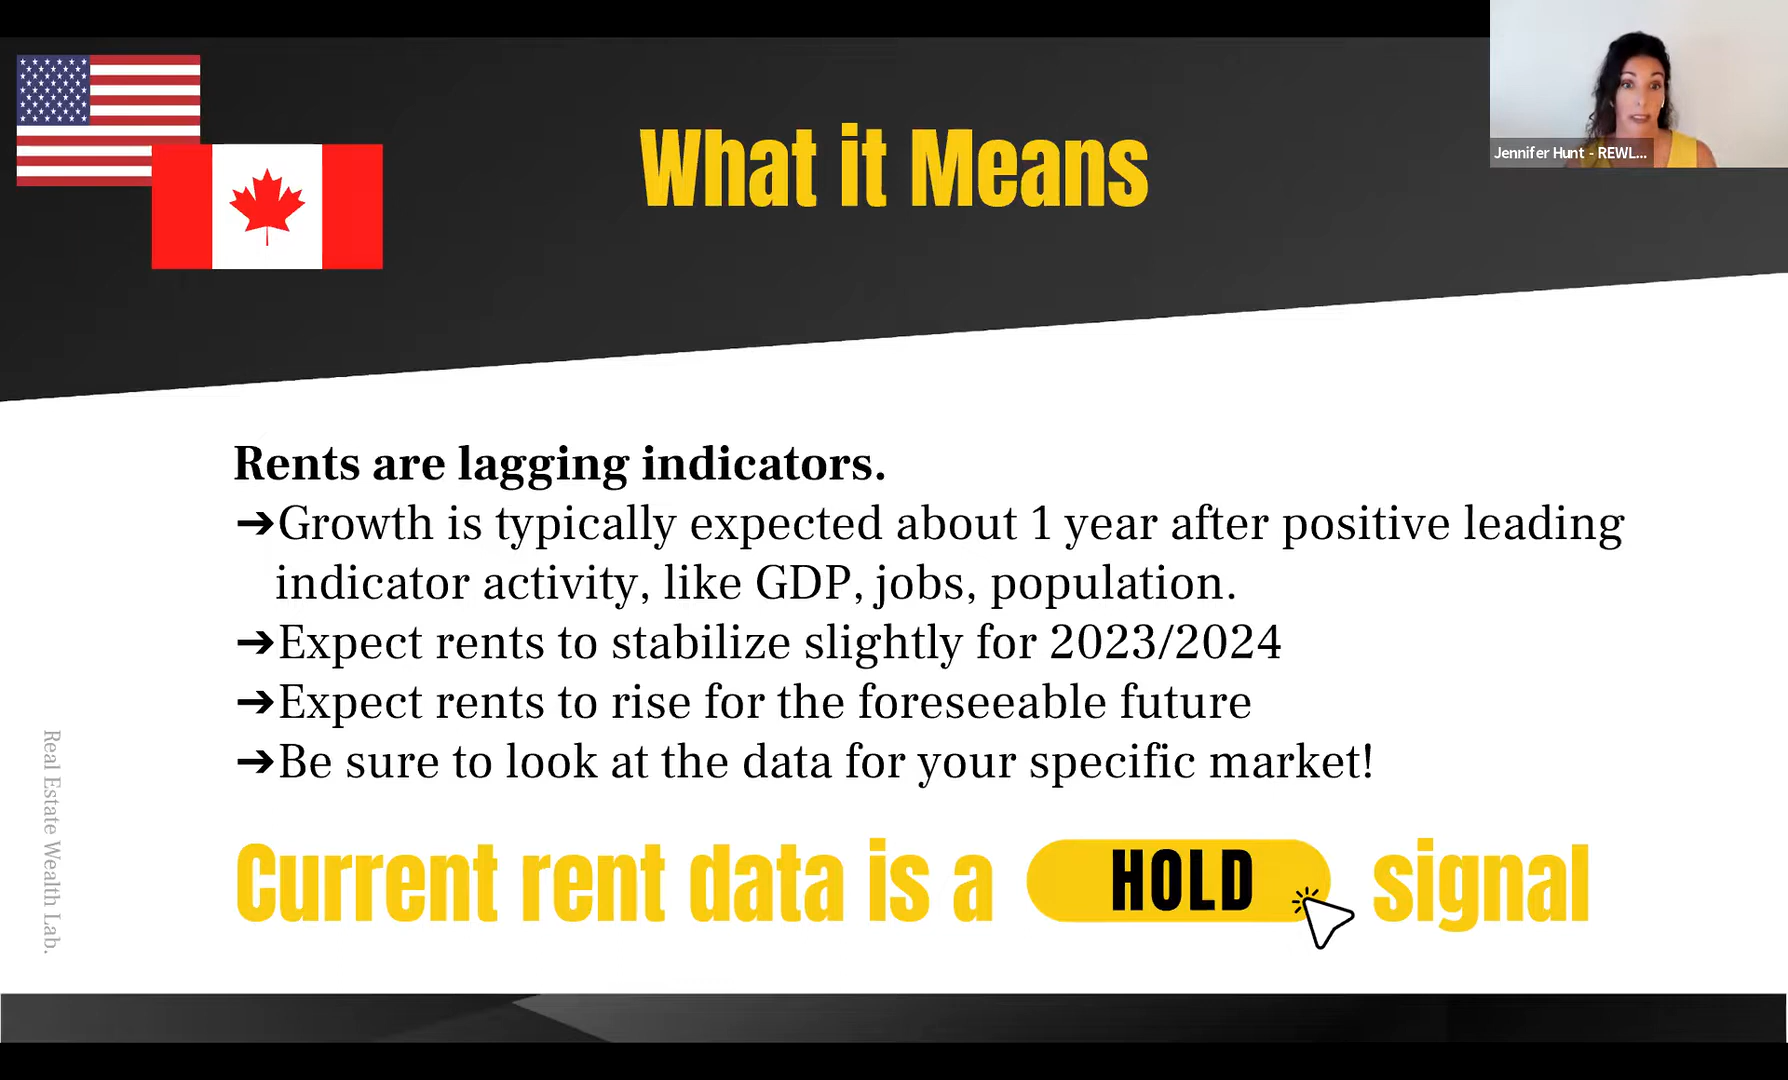 What it Means
Jennifer Hunt - REWL...
Rents are lagging indicators.
➔Growth is typically expected about 1 year after positive leading
indicator activity, like GDP, jobs, population.
➔Expect rents to stabilize slightly for 2023/2024
➔Expect rents to rise for the foreseeable future
➔Be sure to look at the data for your specific market!
Current rent data is a HOLD signal
Real Estate Wealth Lab.